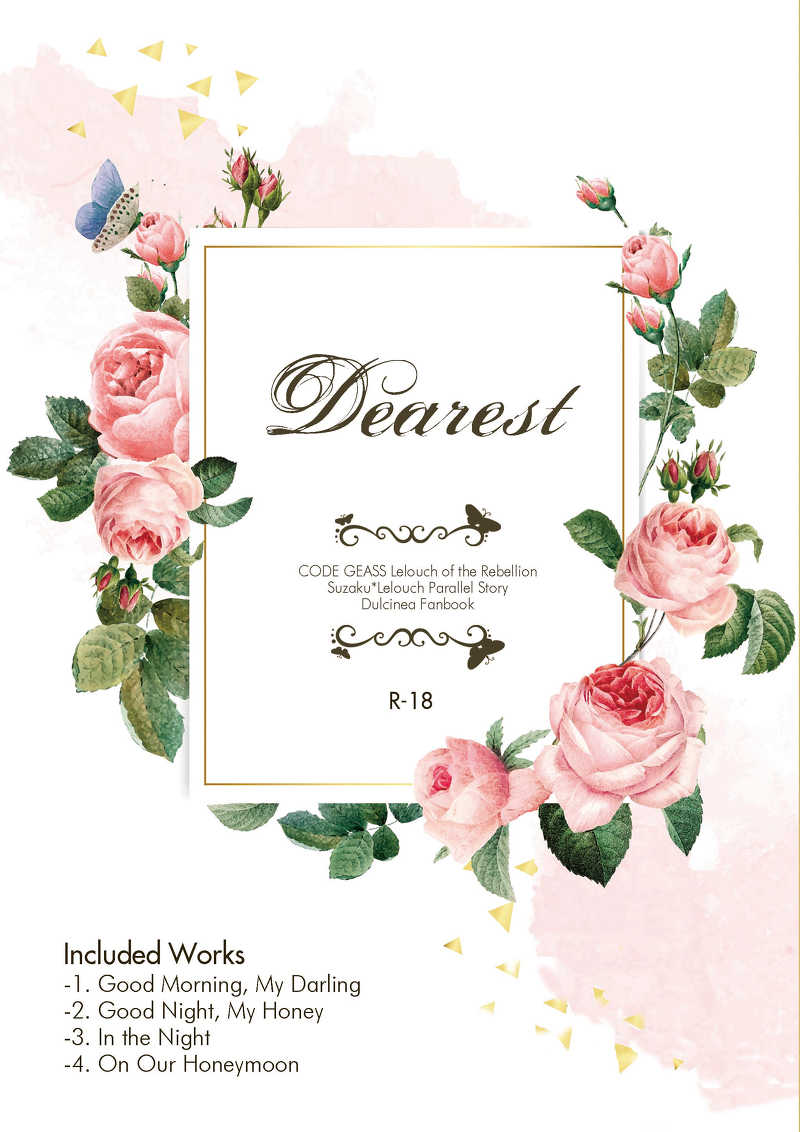 Dearest
CODE GEASS Lelouch of the Rebellion
Suzaku*Lelouch Parallel Story
Dulcinea Fanbook
R-18
Included Works
-1. Good Morning, My Darling
-2. Good Night, My Honey
-3. In the Night
-4. On Our Honeymoon